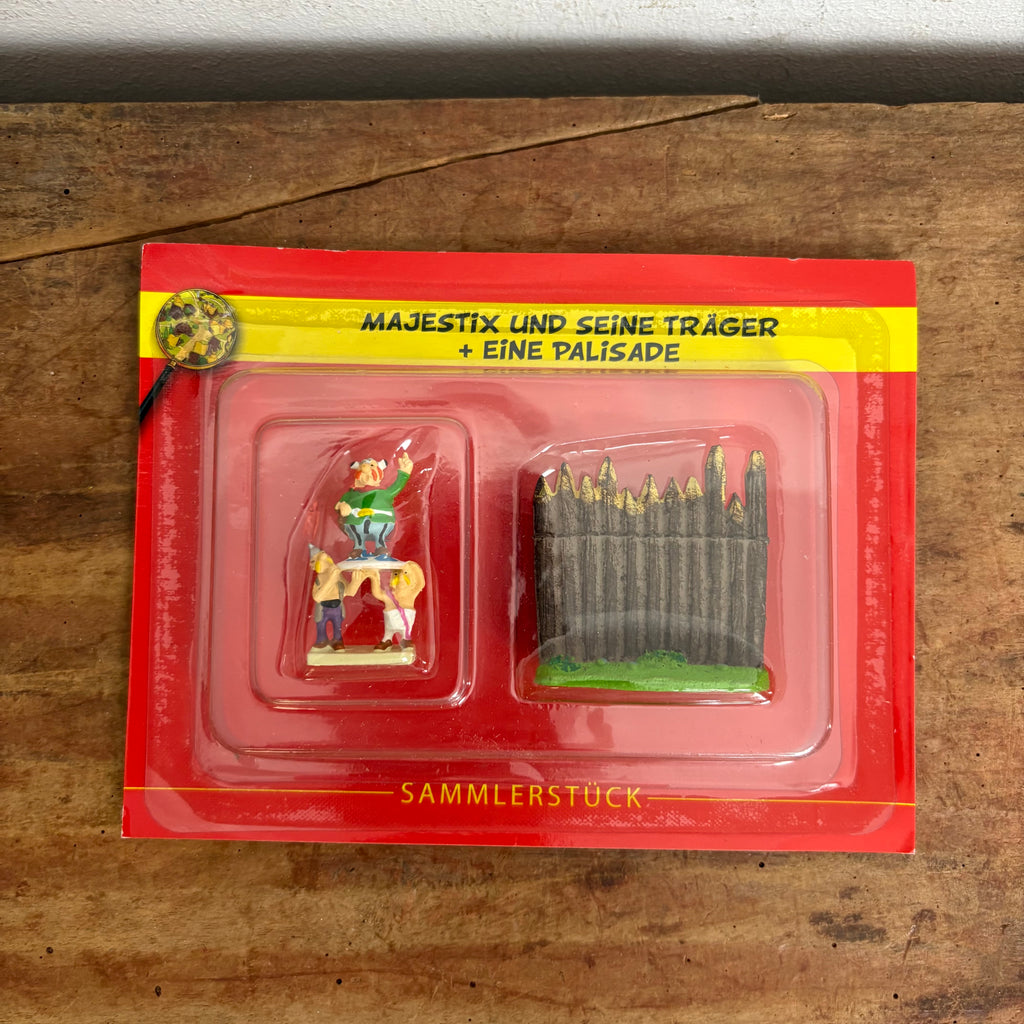 MAJESTIX UND SEINE TRÄGER
+ EINE PALISADE
SAMMLERSTÜCK